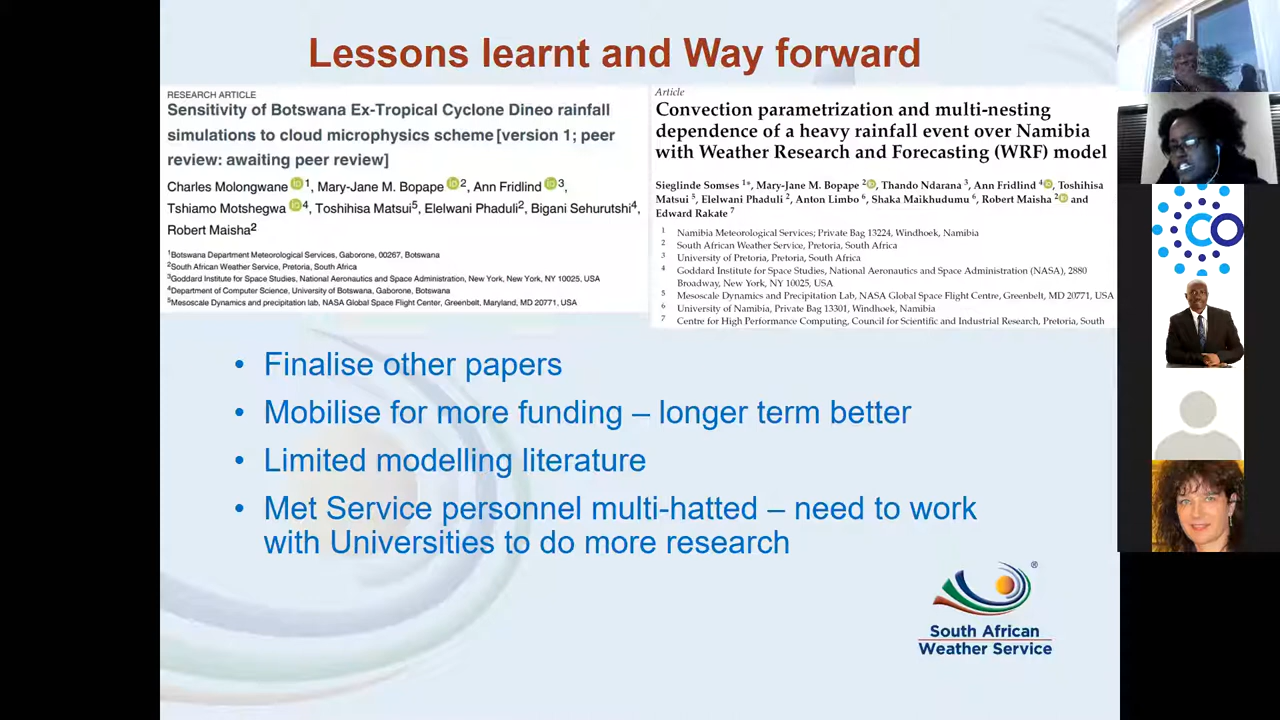 Lessons learnt and Way forward
RESEARCH ARTICLE
Sensitivity of Botswana Ex-Tropical Cyclone Dineo rainfall
simulations to cloud microphysics scheme [version 1; peer
review: awaiting peer review]
Charles Molongwane iD 1, Mary-Jane M. Bopape iD 2, Ann Fridlind iD 3,
Tshiamo Motshegwa iD 4, Toshihisa Matsui5, Elelwani Phaduli2, Bigani Sehurutshi4,
Robert Maisha2
1Botswana Department Meteorological Services, Gaborone, 00267, Botswana
2South African Weather Service, Pretoria, South Africa
3Goddard Institute for Space Studies, National Aeronautics and Space Administration, New York, New York, NY 10025, USA
4Department of Computer Science, University of Botswana, Gaborone, Botswana
5Mesoscale Dynamics and precipitation lab, NASA Global Space Flight Center, Greenbelt, Maryland, MD 20771, USA
Article
Convection parametrization and multi-nesting
dependence of a heavy rainfall event over Namibia
with Weather Research and Forecasting (WRF) model
Sieglinde Somses 1*, Mary-Jane M. Bopape 2 iD, Thando Ndarana 3, Ann Fridlind 4 iD, Toshihisa
Matsui 5, Elelwani Phaduli 2, Anton Limbo 6, Shaka Maikhudumu 6, Robert Maisha 2 iD and
Edward Rakate 7
1 Namibia Meteorological Services; Private Bag 13224, Windhoek, Namibia
2 South African Weather Service, Pretoria, South Africa
3 University of Pretoria, Pretoria, South Africa
4 Goddard Institute for Space Studies, National Aeronautics and Space Administration (NASA), 2880
Broadway, New York, NY 10025, USA
5 Mesoscale Dynamics and Precipitation Lab, NASA Global Space Flight Centre, Greenbelt, MD 20771, USA
6 University of Namibia, Private Bag 13301, Windhoek, Namibia
7 Centre for High Performance Computing, Council for Scientific and Industrial Research, Pretoria, South
• Finalise other papers
• Mobilise for more funding – longer term better
• Limited modelling literature
• Met Service personnel multi-hatted – need to work
with Universities to do more research
South African
Weather Service
®
CO